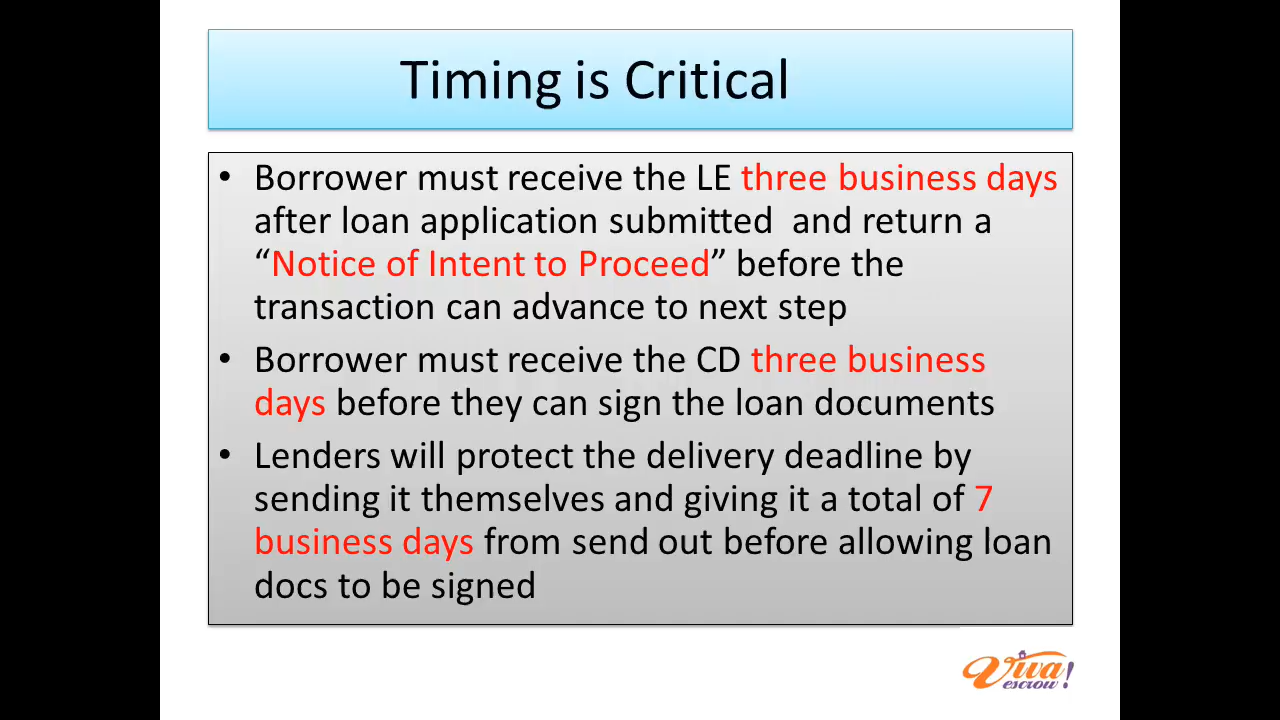 Timing is Critical
• Borrower must receive the LE three business days
after loan application submitted  and return a
“Notice of Intent to Proceed” before the
transaction can advance to next step
• Borrower must receive the CD three business
days before they can sign the loan documents
• Lenders will protect the delivery deadline by
sending it themselves and giving it a total of 7
business days from send out before allowing loan
docs to be signed
Viva
escrow!